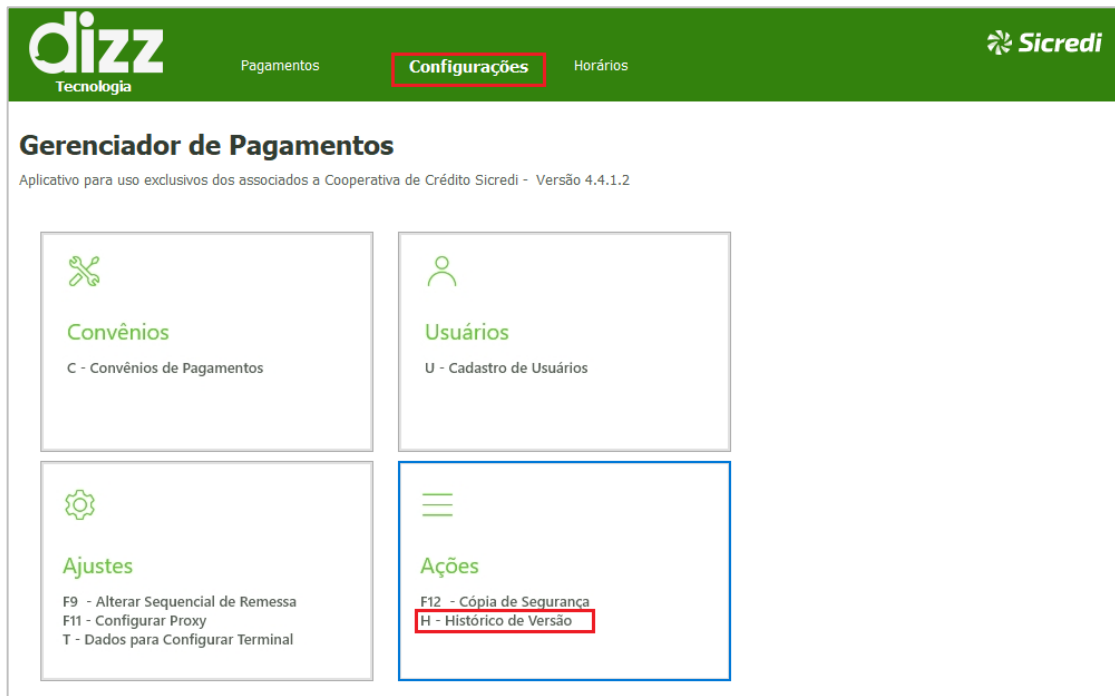 dizz
Tecnologia
Pagamentos
Configurações
Horários
Sicredi
Gerenciador de Pagamentos
Aplicativo para uso exclusivos dos associados a Cooperativa de Crédito Sicredi - Versão 4.4.1.2
Convênios
C - Convênios de Pagamentos
Usuários
U - Cadastro de Usuários
Ajustes
F9 - Alterar Sequencial de Remessa
F11 - Configurar Proxy
T - Dados para Configurar Terminal
Ações
F12 - Cópia de Segurança
H - Histórico de Versão